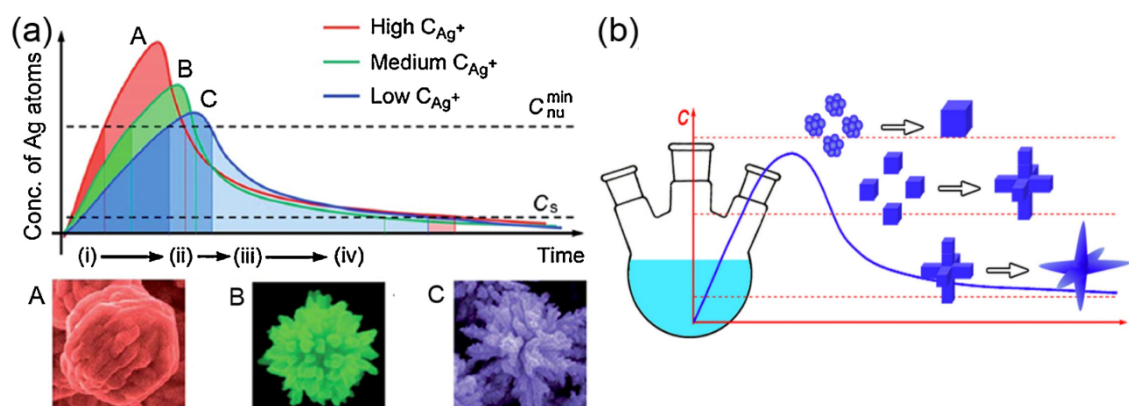 (a)
A
B
C
High C_Ag+
Medium C_Ag+
Low C_Ag+
C_nu^min
C_s
Conc. of Ag atoms
Time
(i) → (ii) → (iii) → (iv)
A
B
C
(b)
C